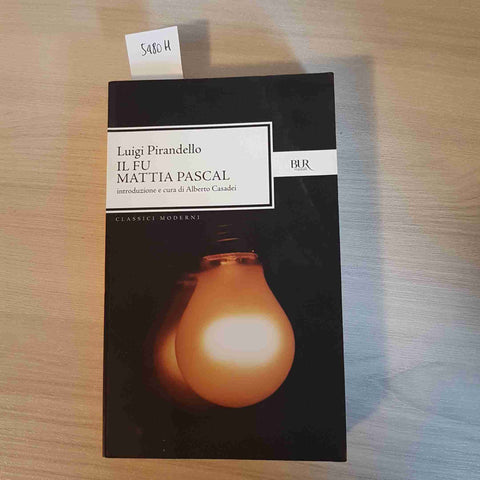 5480 H
Luigi Pirandello
IL FU
MATTIA PASCAL
introduzione e cura di Alberto Casadei
BUR
CLASSICI MODERNI